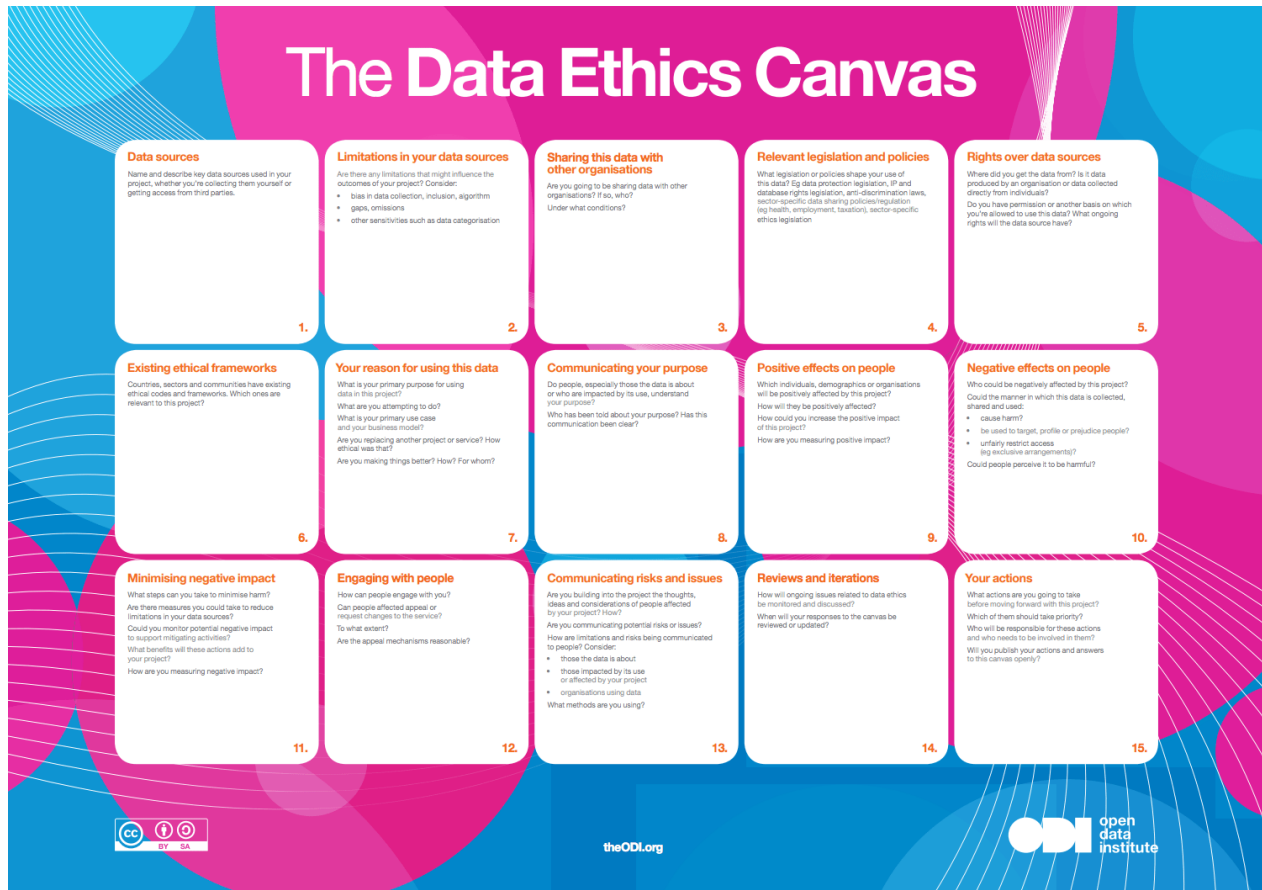 The Data Ethics Canvas
Data sources
Name and describe key data sources used in your
project, whether you're collecting them yourself or
getting access from third parties.
1.
Limitations in your data sources
Are there any limitations that might influence the
outcomes of your project? Consider:
• bias in data collection, inclusion, algorithm
• gaps, omissions
• other sensitivities such as data categorisation
2.
Sharing this data with
other organisations
Are you going to be sharing data with other
organisations? If so, who?
Under what conditions?
3.
Relevant legislation and policies
What legislation or policies shape your use of
this data? Eg data protection legislation, IP and
database rights legislation, anti-discrimination laws,
sector-specific data sharing policies/regulation
(eg health, employment, taxation), sector-specific
ethics legislation
4.
Rights over data sources
Where did you get the data from? Is it data
produced by an organisation or data collected
directly from individuals?
Do you have permission or another basis on which
you're allowed to use this data? What ongoing
rights will the data source have?
5.
Existing ethical frameworks
Countries, sectors and communities have existing
ethical codes and frameworks. Which ones are
relevant to this project?
6.
Your reason for using this data
What is your primary purpose for using
data in this project?
What are you attempting to do?
What is your primary use case
and your business model?
Are you replacing another project or service? How
ethical was that?
Are you making things better? How? For whom?
7.
Communicating your purpose
Do people, especially those the data is about
or who are impacted by its use, understand
your purpose?
Who has been told about your purpose? Has this
communication been clear?
8.
Positive effects on people
Which individuals, demographics or organisations
will be positively affected by this project?
How will they be positively affected?
How could you increase the positive impact
of this project?
How are you measuring positive impact?
9.
Negative effects on people
Who could be negatively affected by this project?
Could the manner in which this data is collected,
shared and used:
• cause harm?
• be used to target, profile or prejudice people?
• unfairly restrict access
(eg exclusive arrangements)?
Could people perceive it to be harmful?
10.
Minimising negative impact
What steps can you take to minimise harm?
Are there measures you could take to reduce
limitations in your data sources?
Could you monitor potential negative impact
to support mitigating activities?
What benefits will these actions add to
your project?
How are you measuring negative impact?
11.
Engaging with people
How can people engage with you?
Can people affected appeal or
request changes to the service?
To what extent?
Are the appeal mechanisms reasonable?
12.
Communicating risks and issues
Are you building into the project the thoughts,
ideas and considerations of people affected
by your project? How?
Are you communicating potential risks or issues?
How are limitations and risks being communicated
to people? Consider:
• those the data is about
• those impacted by its use
or affected by your project
• organisations using data
What methods are you using?
13.
Reviews and iterations
How will ongoing issues related to data ethics
be monitored and discussed?
When will your responses to the canvas be
reviewed or updated?
14.
Your actions
What actions are you going to take
before moving forward with this project?
Which of them should take priority?
Who will be responsible for these actions
and who needs to be involved in them?
Will you publish your actions and answers
to this canvas openly?
15.
cc
BY SA
theODI.org
ODI
open
data
institute